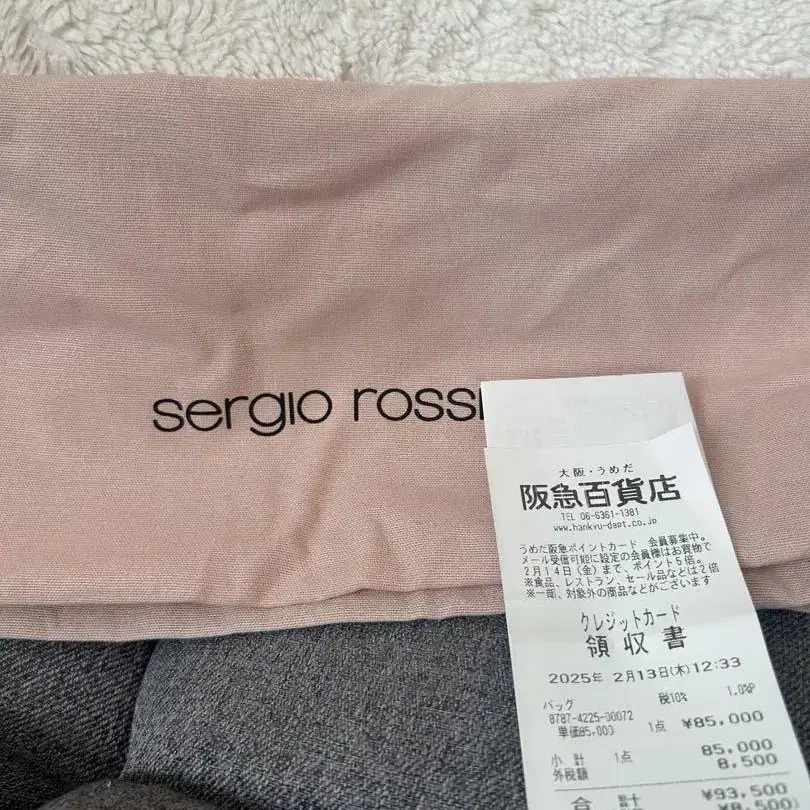 sergio rossi
大阪・うめだ
阪急百貨店
TEL 06-6361-1381
www.hankyu-dept.co.jp
うめだ阪急ポイントカード 会員募集中。
メール受信可能に設定の会員様はお買物で
2月14日(金)まで、ポイント5倍。
※食品、レストラン、セール品などは2倍
※一部、対象外の商品などがございます
クレジットカード
領収書
2025年 2月13日(木)12:33
バッグ 税10% 1.0%P
8787-4225-00072
単価85,000 1点 ¥85,000
小計 1点 85,000
外税額 8,500
合計 ¥93,500